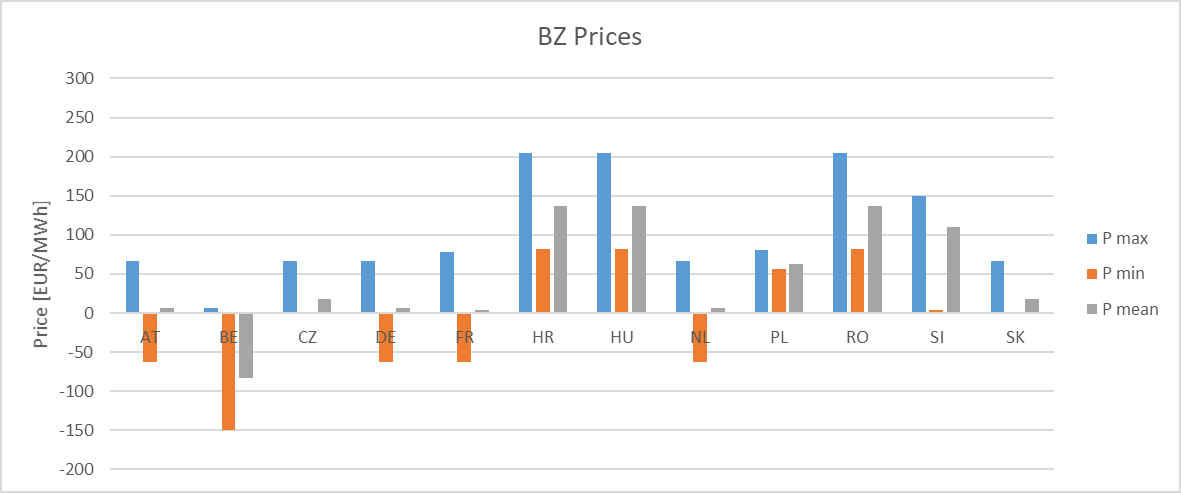 BZ Prices
300
250
200
150
100
50
0
-50
-100
-150
-200
Price [EUR/MWh]
AT BE CZ DE FR HR HU NL PL RO SI SK
P max
P min
P mean